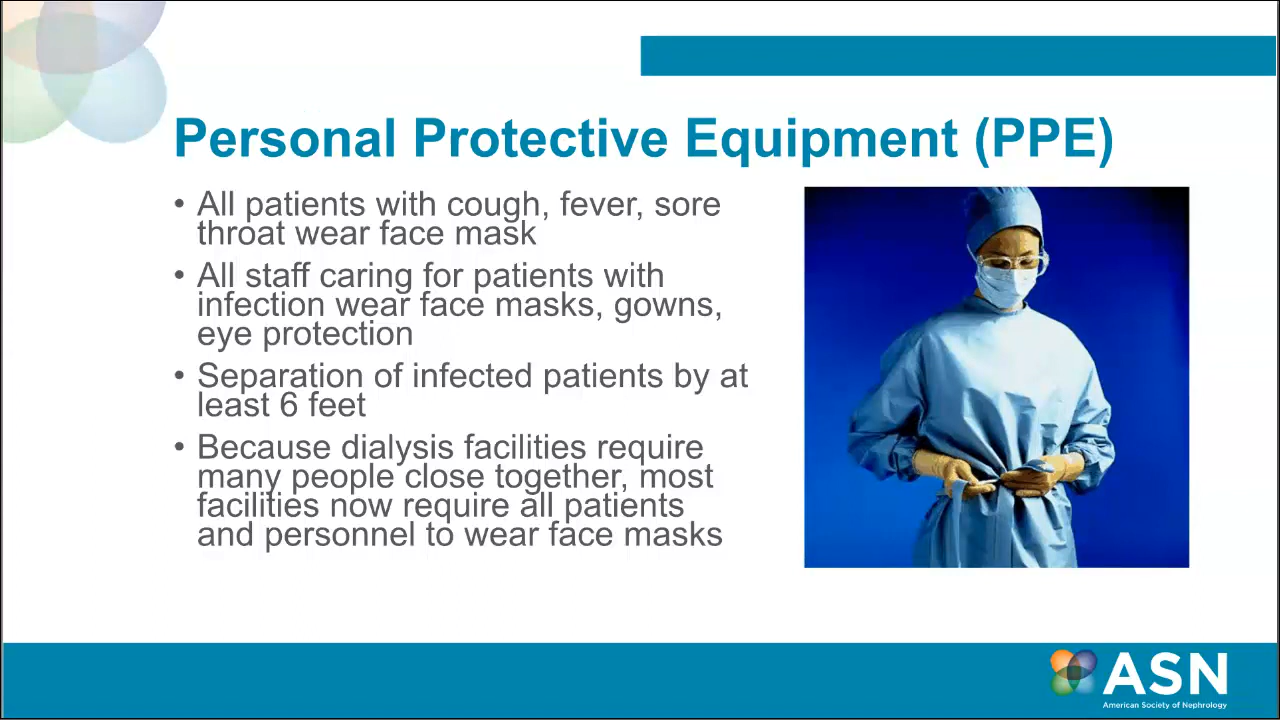 Personal Protective Equipment (PPE)
• All patients with cough, fever, sore
throat wear face mask
• All staff caring for patients with
infection wear face masks, gowns,
eye protection
• Separation of infected patients by at
least 6 feet
• Because dialysis facilities require
many people close together, most
facilities now require all patients
and personnel to wear face masks
ASN
American Society of Nephrology